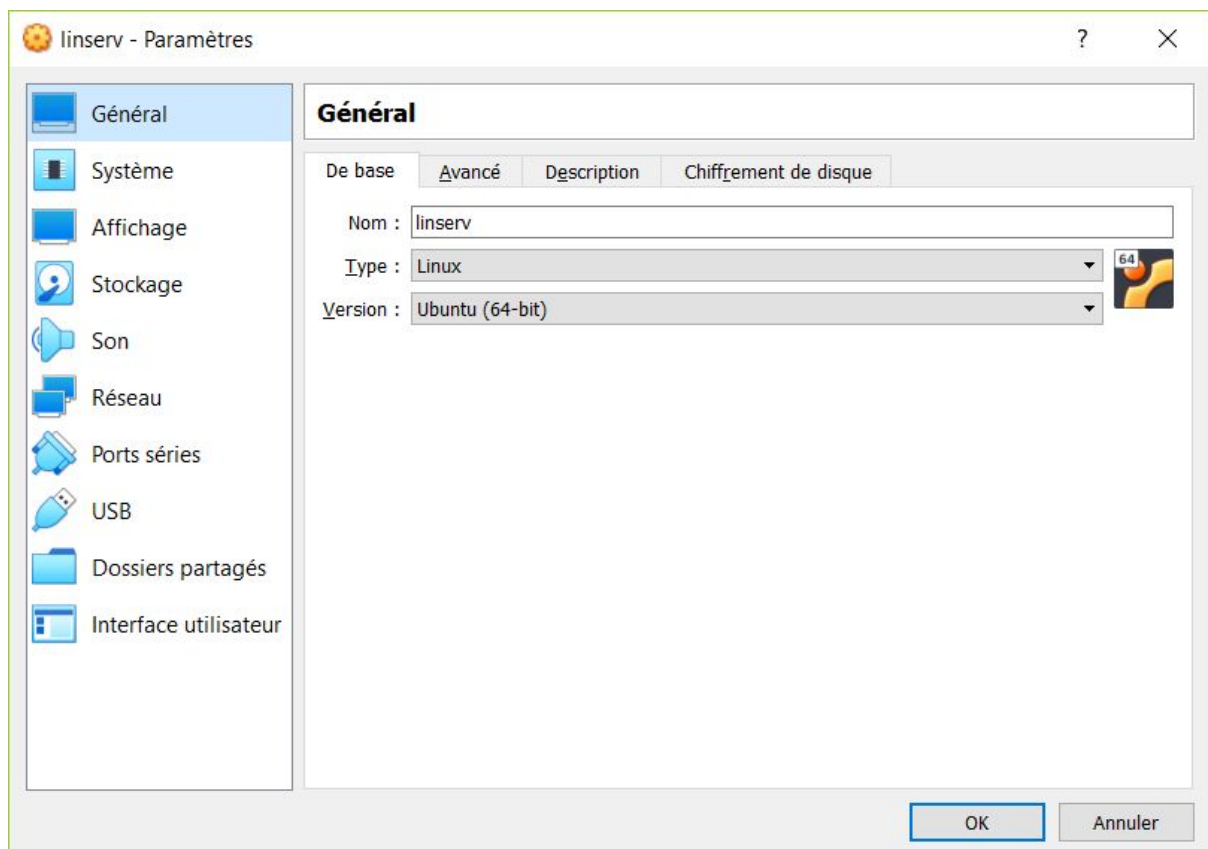 linserv - Paramètres
?
Général
Système
Affichage
Stockage
Son
Réseau
Ports séries
USB
Dossiers partagés
Interface utilisateur
Général
De base Avancé Description Chiffrement de disque
Nom : linserv
Type : Linux
64
Version : Ubuntu (64-bit)
OK Annuler